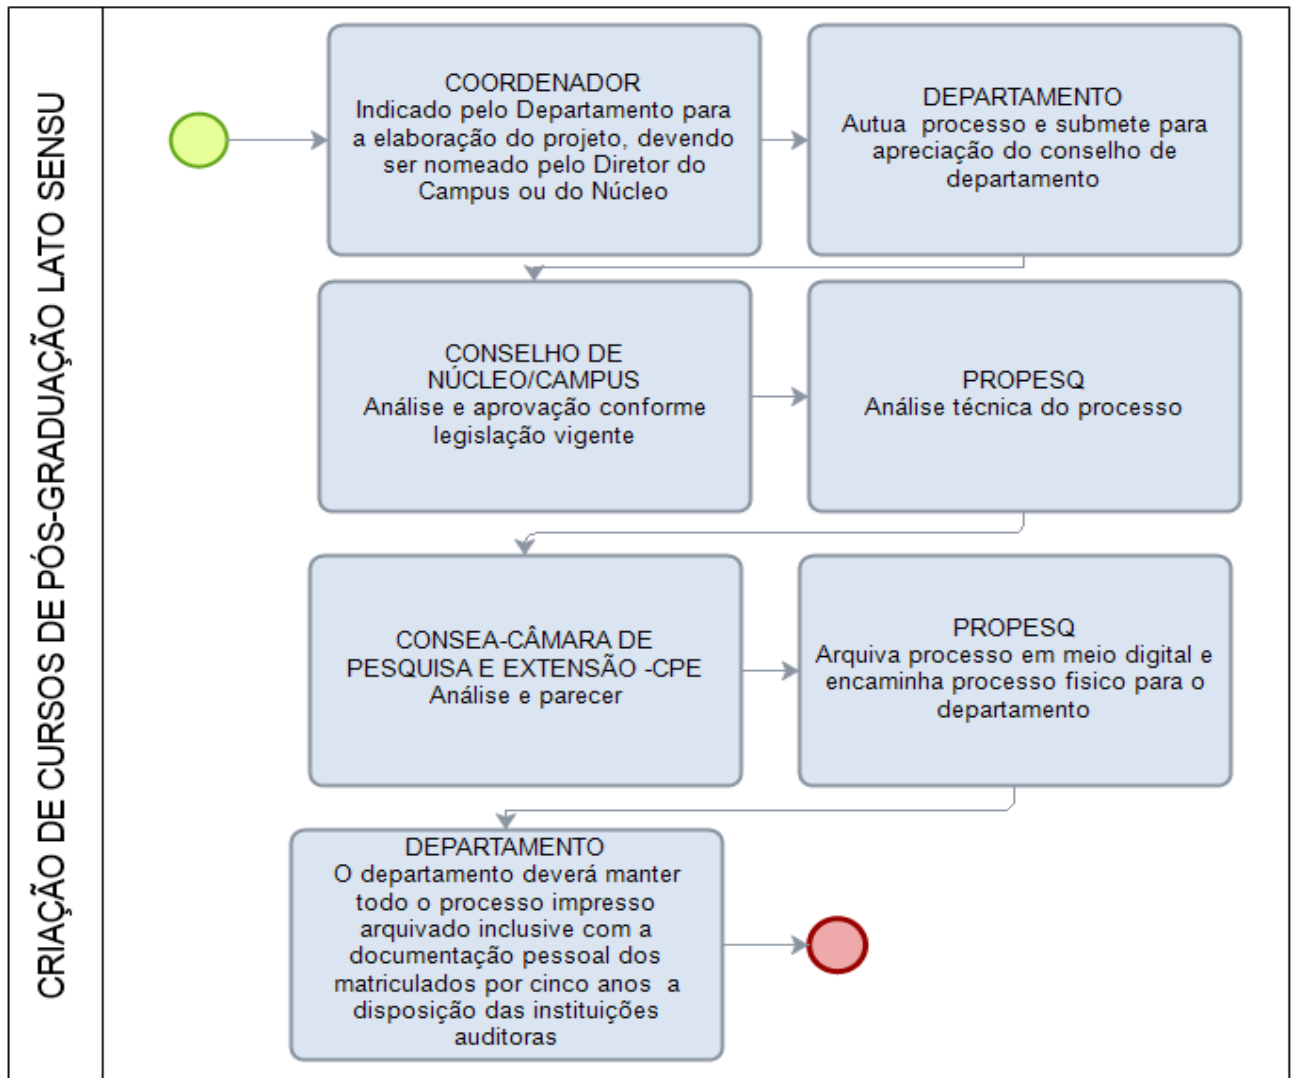 CRIAÇÃO DE CURSOS DE PÓS-GRADUAÇÃO LATO SENSU
COORDENADOR
Indicado pelo Departamento para
a elaboração do projeto, devendo
ser nomeado pelo Diretor do
Campus ou do Núcleo
DEPARTAMENTO
Autua processo e submete para
apreciação do conselho de
departamento
CONSELHO DE
NÚCLEO/CAMPUS
Análise e aprovação conforme
legislação vigente
PROPESQ
Análise técnica do processo
CONSEA-CÂMARA DE
PESQUISA E EXTENSÃO -CPE
Análise e parecer
PROPESQ
Arquiva processo em meio digital e
encaminha processo fisico para o
departamento
DEPARTAMENTO
O departamento deverá manter
todo o processo impresso
arquivado inclusive com a
documentação pessoal dos
matriculados por cinco anos a
disposição das instituições
auditoras